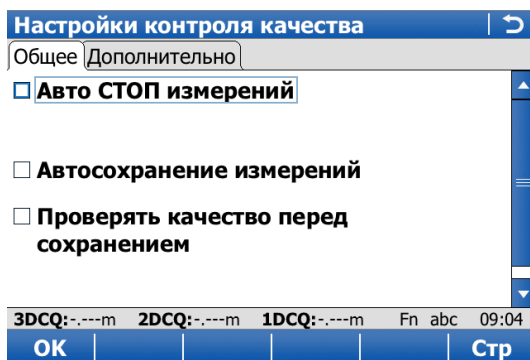 Настройки контроля качества
Общее Дополнительно
Авто СТОП измерений
Автосохранение измерений
Проверять качество перед
сохранением
3DCQ:-.---m 2DCQ:-.---m 1DCQ:-.---m Fn abc 09:04
OK Стр